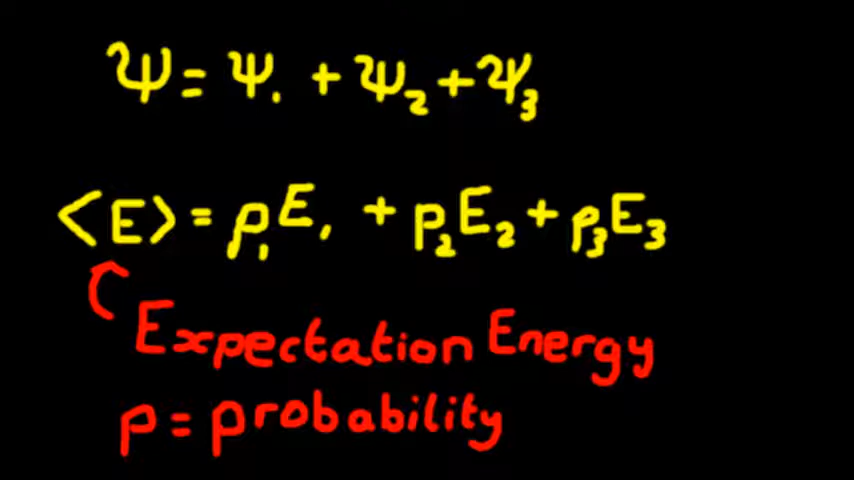 Ψ = Ψ₁ + Ψ₂ + Ψ₃
<E> = p₁E₁ + p₂E₂ + p₃E₃
Expectation Energy
p = probability